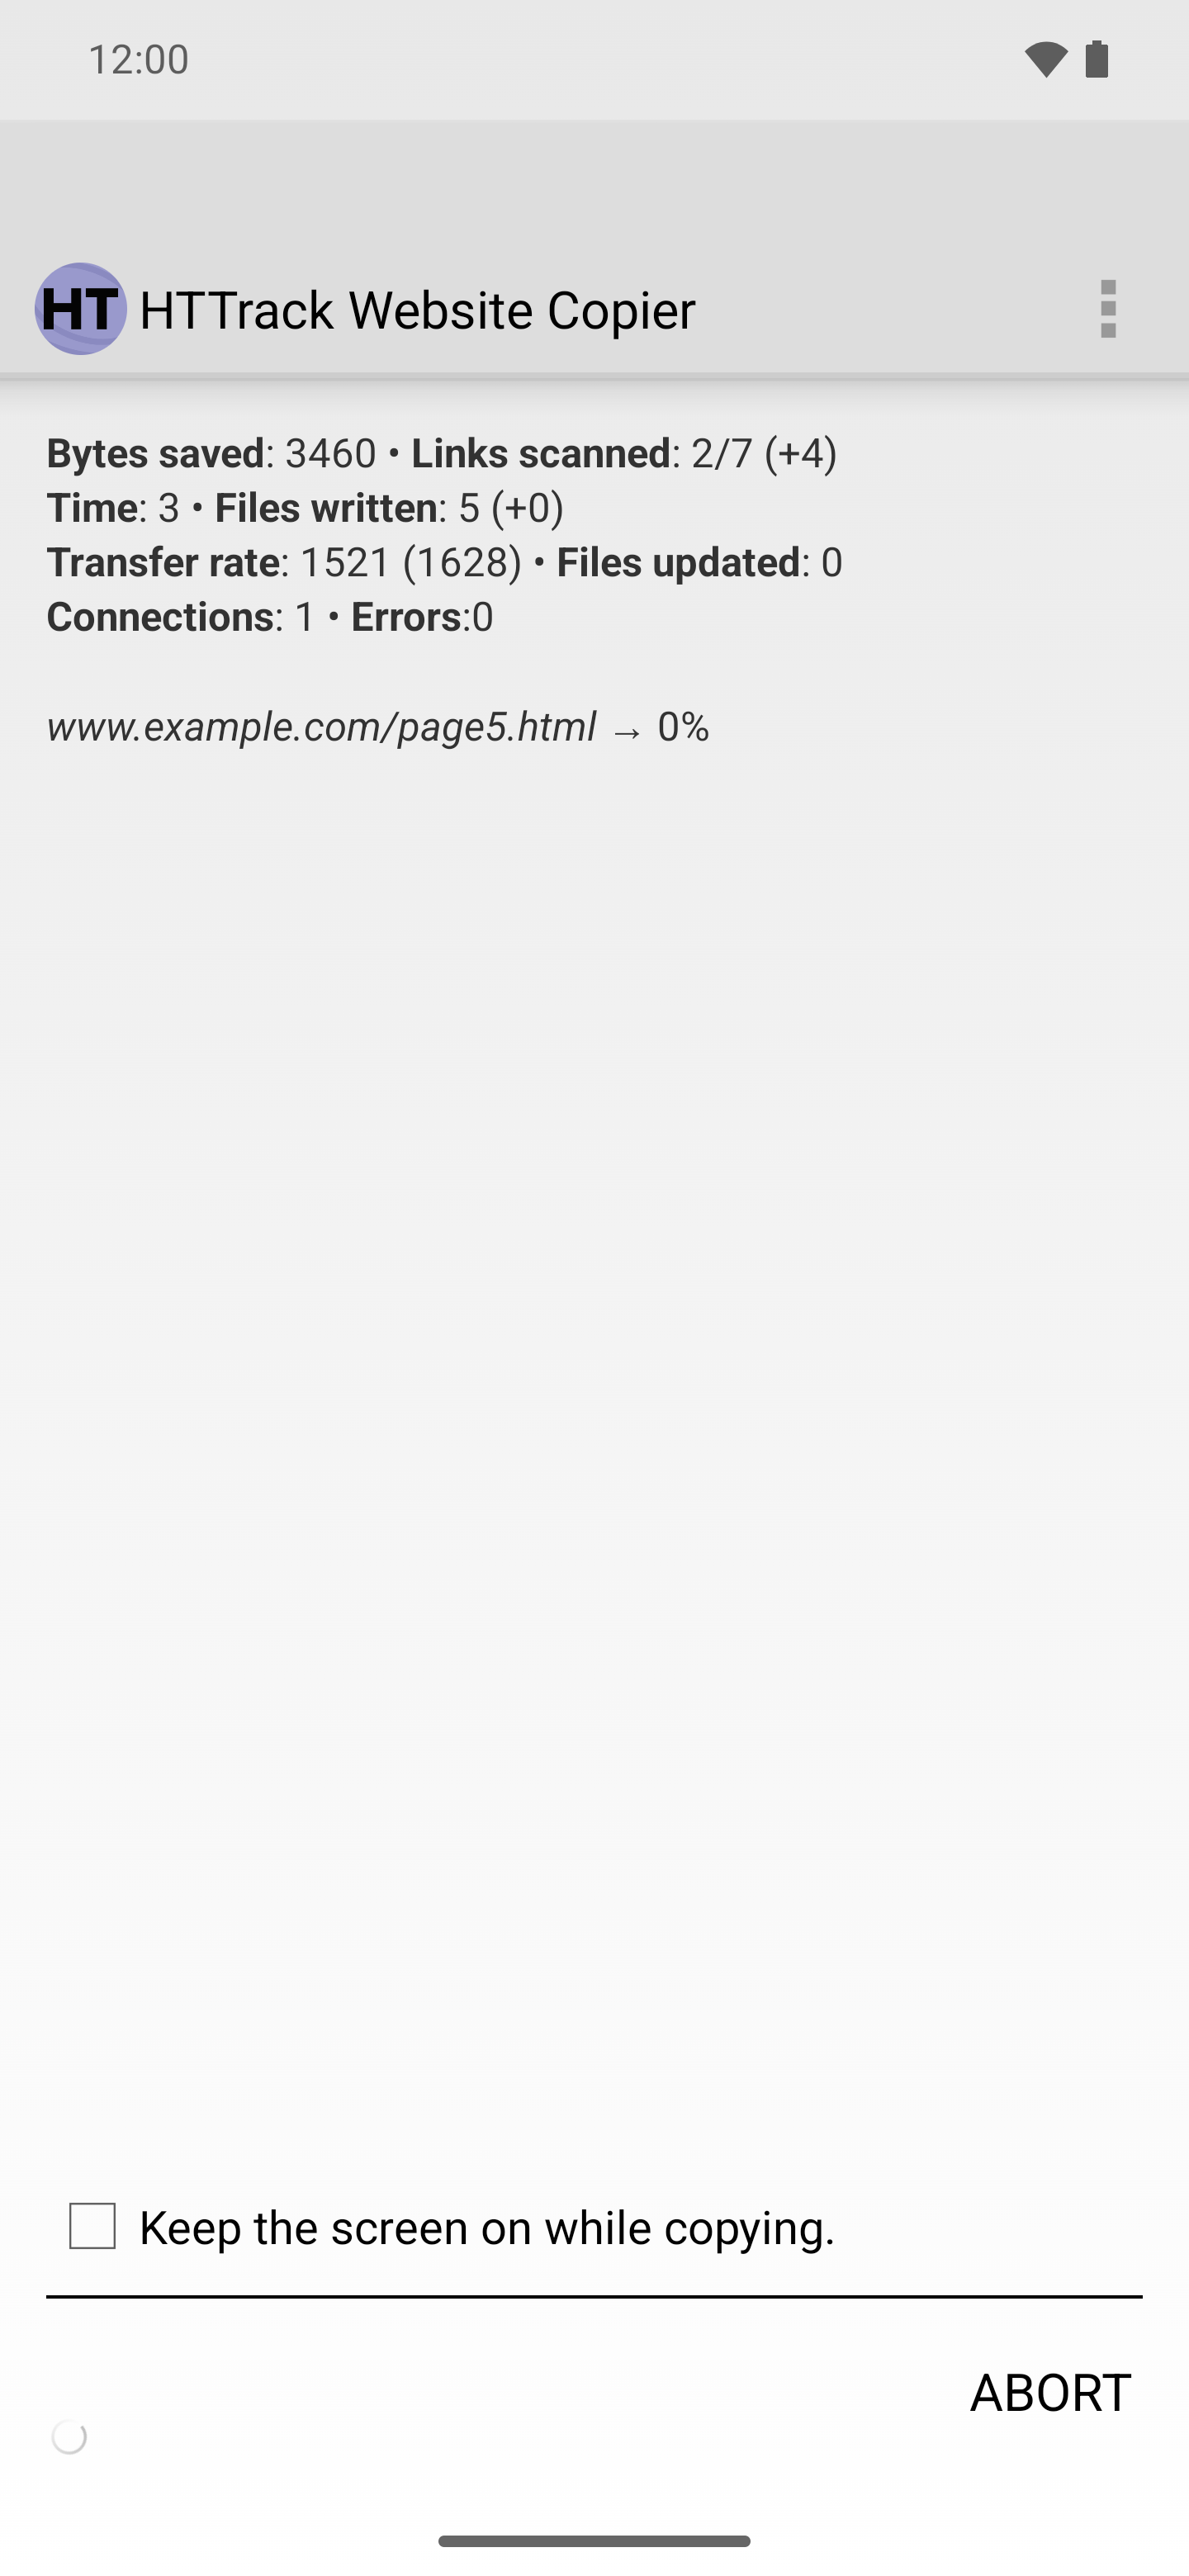 12:00
HT HTTrack Website Copier
Bytes saved: 3460 • Links scanned: 2/7 (+4)
Time: 3 • Files written: 5 (+0)
Transfer rate: 1521 (1628) • Files updated: 0
Connections: 1 • Errors:0
www.example.com/page5.html → 0%
Keep the screen on while copying.
ABORT